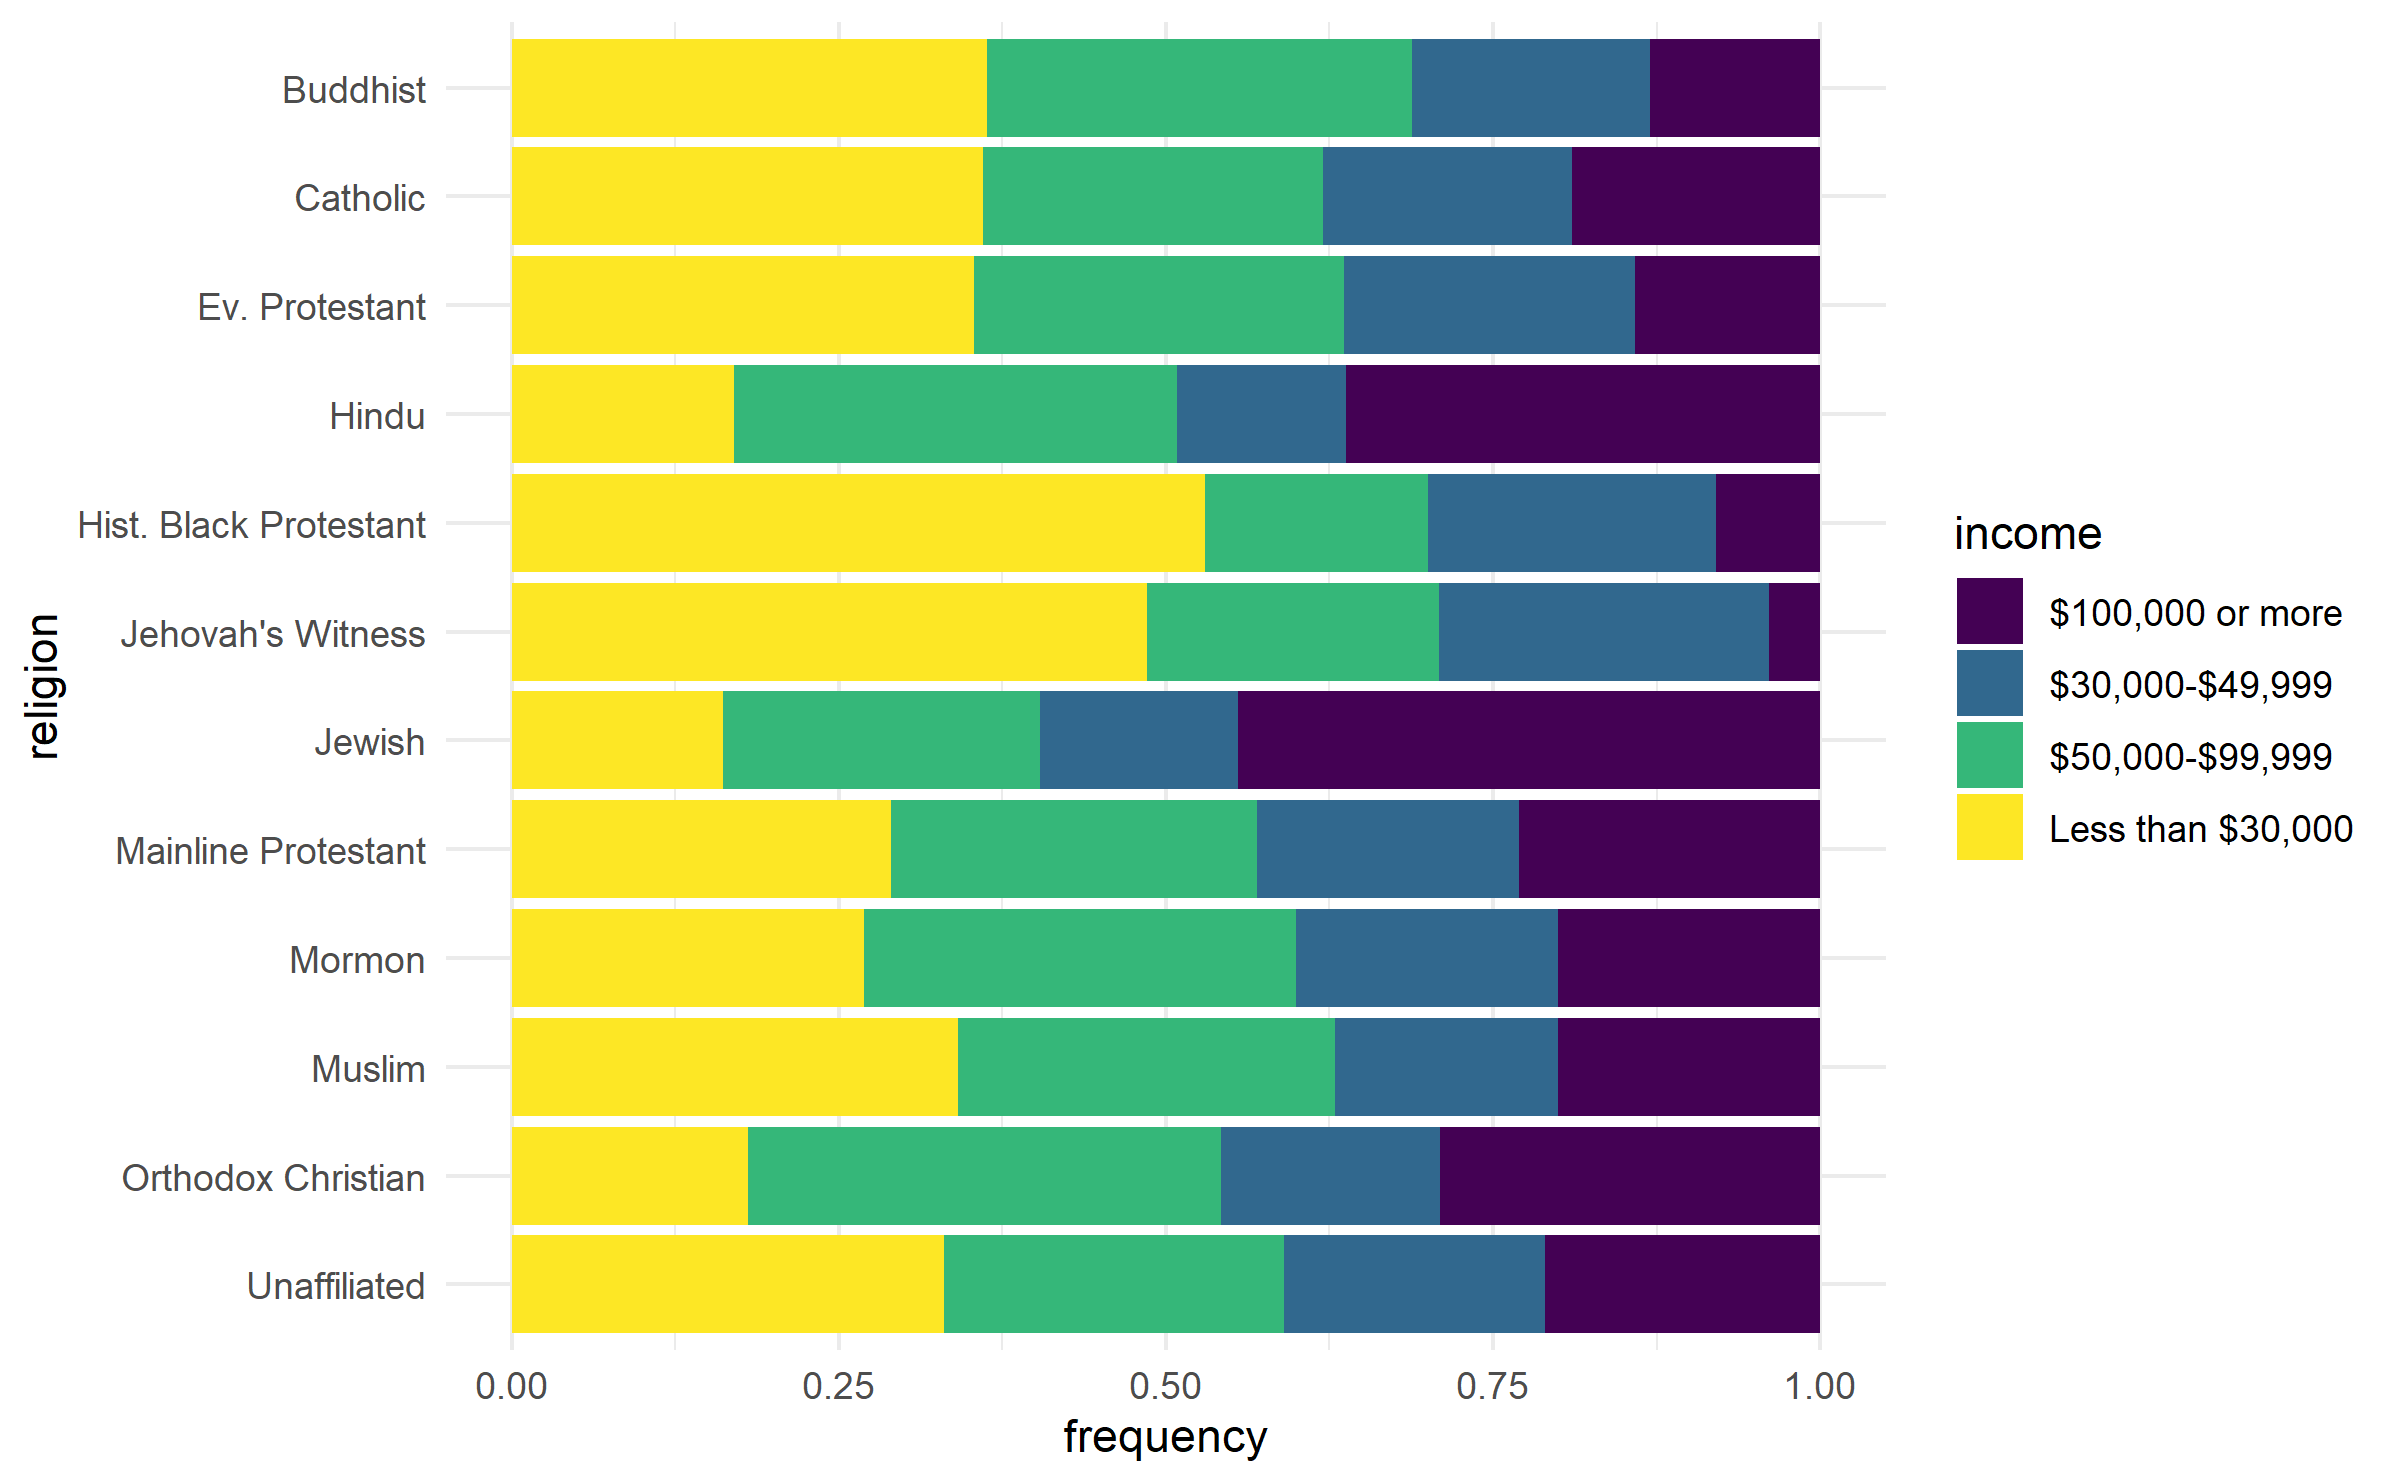 Buddhist
Catholic
Ev. Protestant
Hindu
Hist. Black Protestant
Jehovah's Witness
Jewish
Mainline Protestant
Mormon
Muslim
Orthodox Christian
Unaffiliated
religion
0.00 0.25 0.50 0.75 1.00
frequency
income
$100,000 or more
$30,000-$49,999
$50,000-$99,999
Less than $30,000